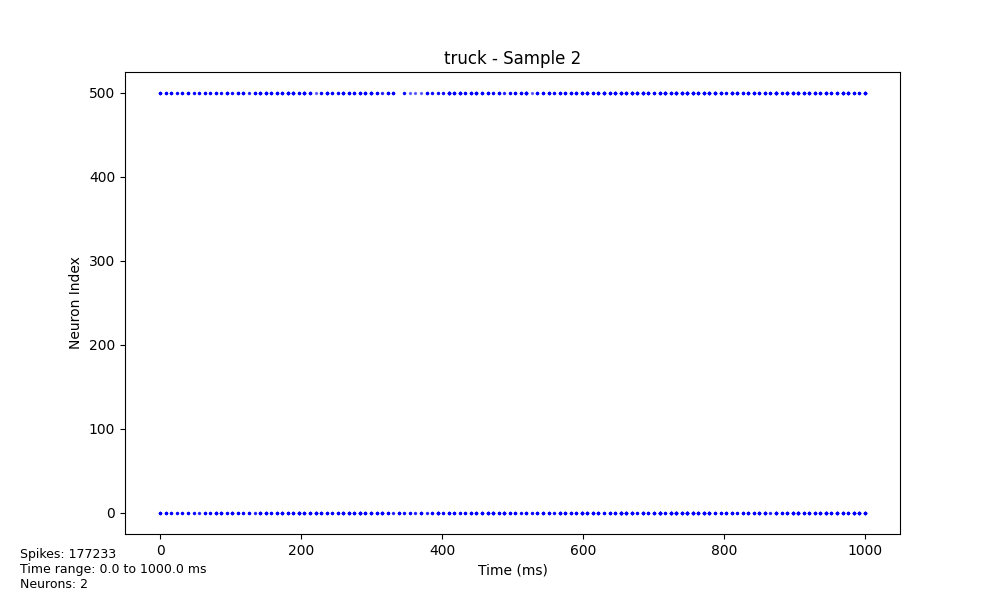 truck - Sample 2
500
400
300
200
100
0
Neuron Index
0 200 400 600 800 1000
Time (ms)
Spikes: 177233
Time range: 0.0 to 1000.0 ms
Neurons: 2